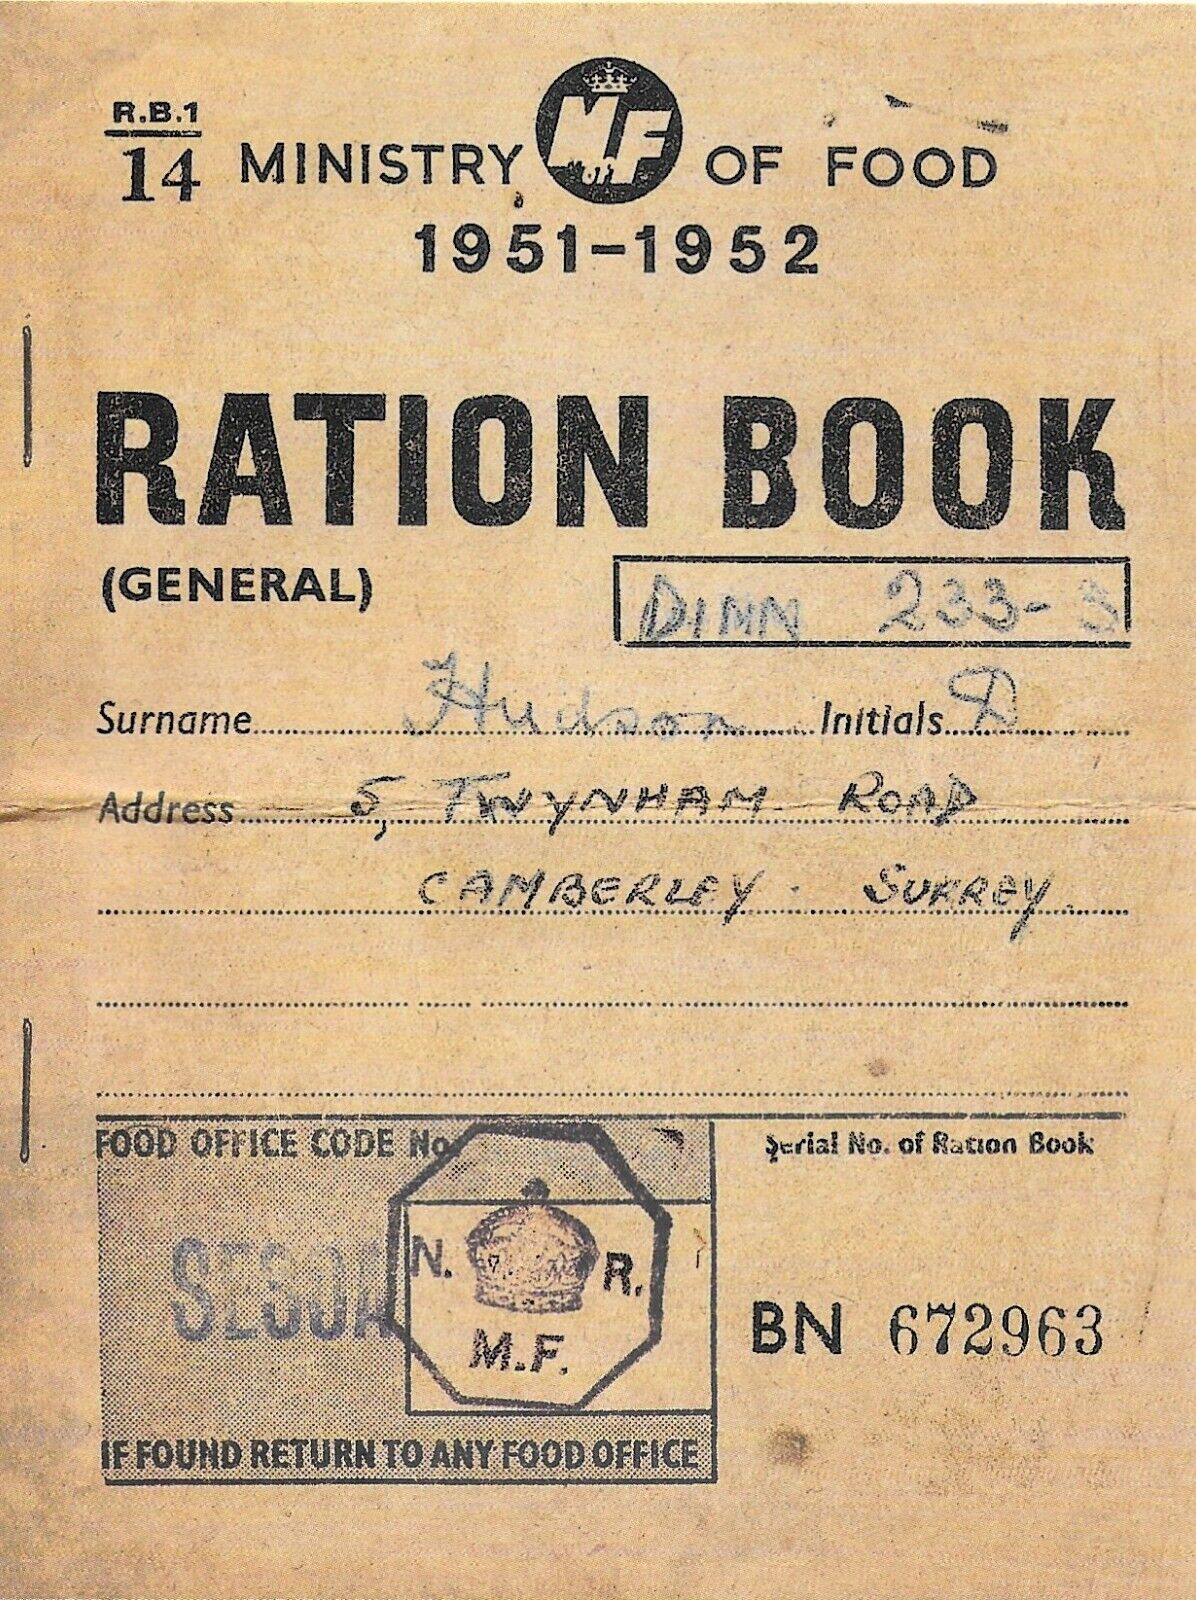 R.B.1
14
MINISTRY MF OF FOOD
1951-1952
RATION BOOK
(GENERAL)
DINN 233-3
Surname Hudson Initials D
Address 5, TWYNHAM ROAD
CAMBERLEY. SURREY.
FOOD OFFICE CODE No.
Serial No. of Ration Book
N. R.
M.F.
BN 672963
IF FOUND RETURN TO ANY FOOD OFFICE